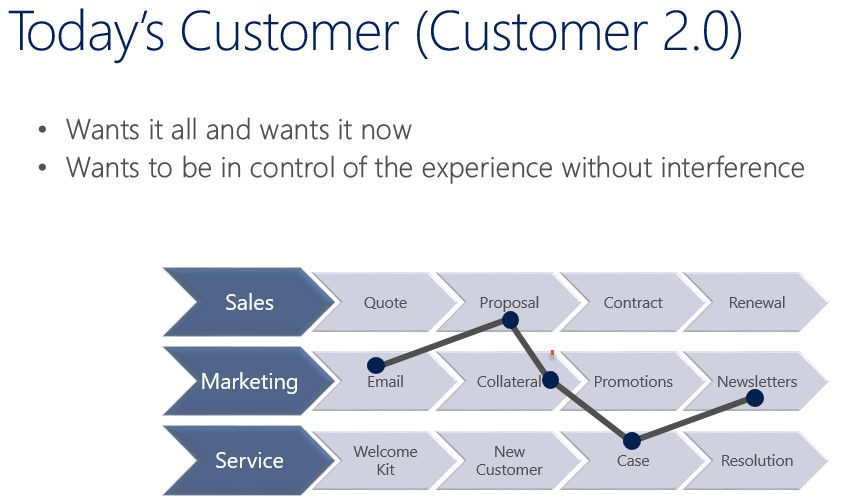 Today's Customer (Customer 2.0)
• Wants it all and wants it now
• Wants to be in control of the experience without interference
Sales Quote Proposal Contract Renewal
Marketing Email Collateral Promotions Newsletters
Service Welcome Kit New Customer Case Resolution